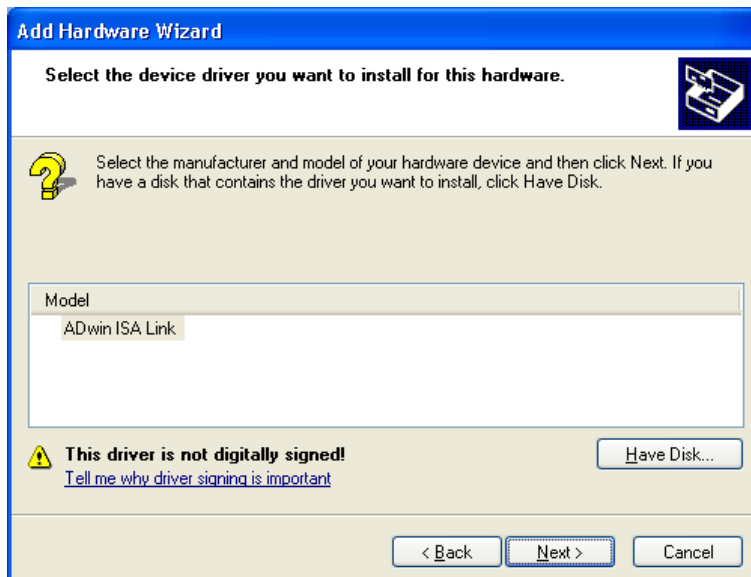 Add Hardware Wizard
Select the device driver you want to install for this hardware.
Select the manufacturer and model of your hardware device and then click Next. If you
have a disk that contains the driver you want to install, click Have Disk.
Model
ADwin ISA Link
This driver is not digitally signed!
Have Disk...
Tell me why driver signing is important
< Back
Next >
Cancel